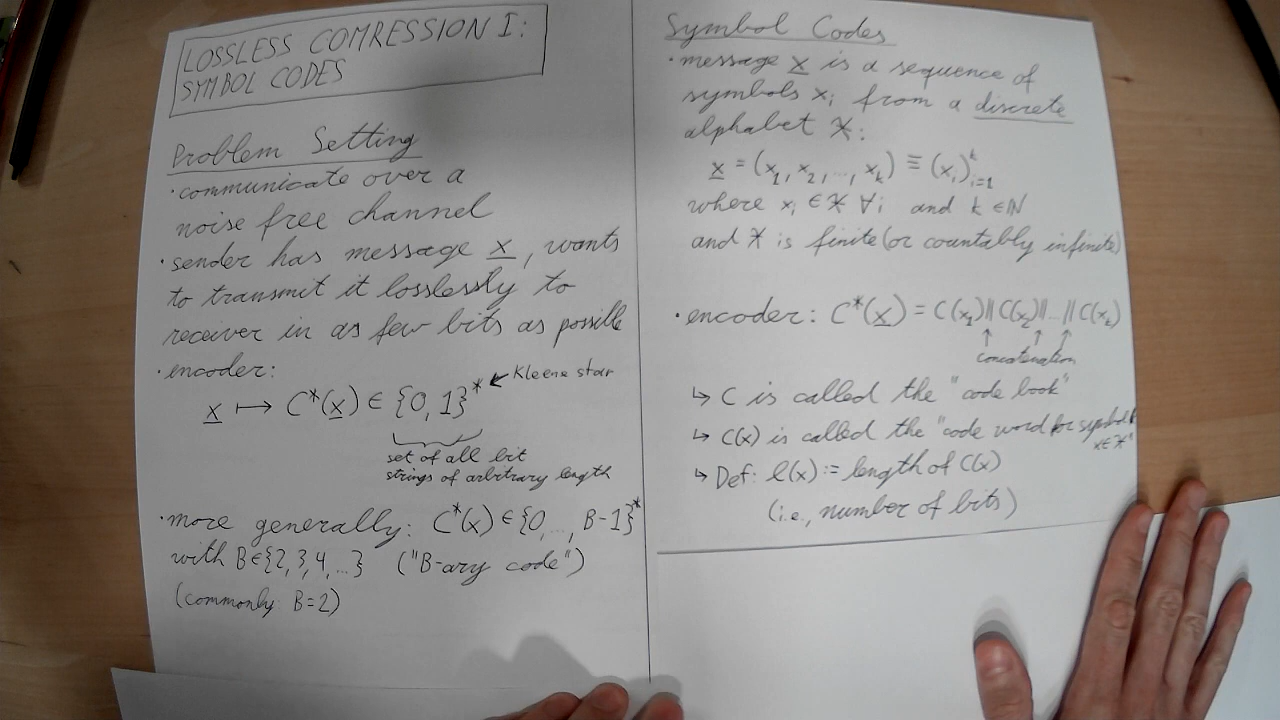 LOSSLESS COMRESSION I:
SYMBOL CODES
Problem Setting
· communicate over a
noise free channel
· sender has message x, wants
to transmit it losslessly to
receiver in as few bits as possible
· encoder:
x ↦ C*(x) ∈ {0, 1}* ← Kleene star
set of all bit
strings of arbitrary length
· more generally: C*(x) ∈ {0, ..., B-1}*
with B∈{2, 3, 4, ...} ("B-ary code")
(commonly: B=2)
Symbol Codes
· message x is a sequence of
symbols xᵢ from a discrete
alphabet 𝒳:
x = (x₁, x₂, ..., xₖ) ≡ (xᵢ)ᵏᵢ₌₁
where xᵢ ∈ 𝒳 ∀i and k ∈ ℕ
and 𝒳 is finite (or countably infinite)
· encoder: C*(x) = C(x₁) || C(x₂) || ... || C(xₖ)
↑ ↑ ↑
concatenation
↳ C is called the "code book"
↳ C(x) is called the "code word for symbol
x∈𝒳"
↳ Def: l(x) := length of C(x)
(i.e., number of bits)